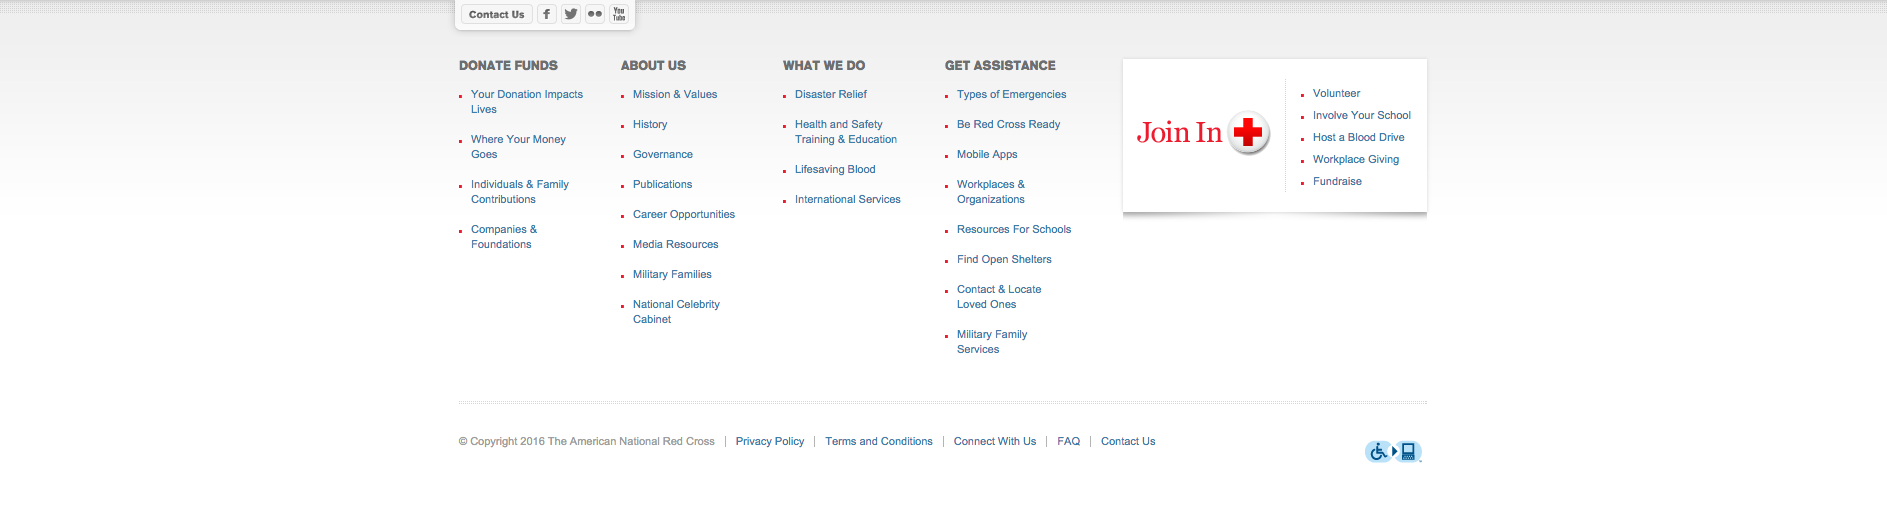 Contact Us
You
Tube
DONATE FUNDS
Your Donation Impacts
Lives
Where Your Money
Goes
Individuals & Family
Contributions
Companies &
Foundations
ABOUT US
Mission & Values
History
Governance
Publications
Career Opportunities
Media Resources
Military Families
National Celebrity
Cabinet
WHAT WE DO
Disaster Relief
Health and Safety
Training & Education
Lifesaving Blood
International Services
GET ASSISTANCE
Types of Emergencies
Be Red Cross Ready
Mobile Apps
Workplaces &
Organizations
Resources For Schools
Find Open Shelters
Contact & Locate
Loved Ones
Military Family
Services
Join In
Volunteer
Involve Your School
Host a Blood Drive
Workplace Giving
Fundraise
© Copyright 2016 The American National Red Cross | Privacy Policy | Terms and Conditions | Connect With Us | FAQ | Contact Us